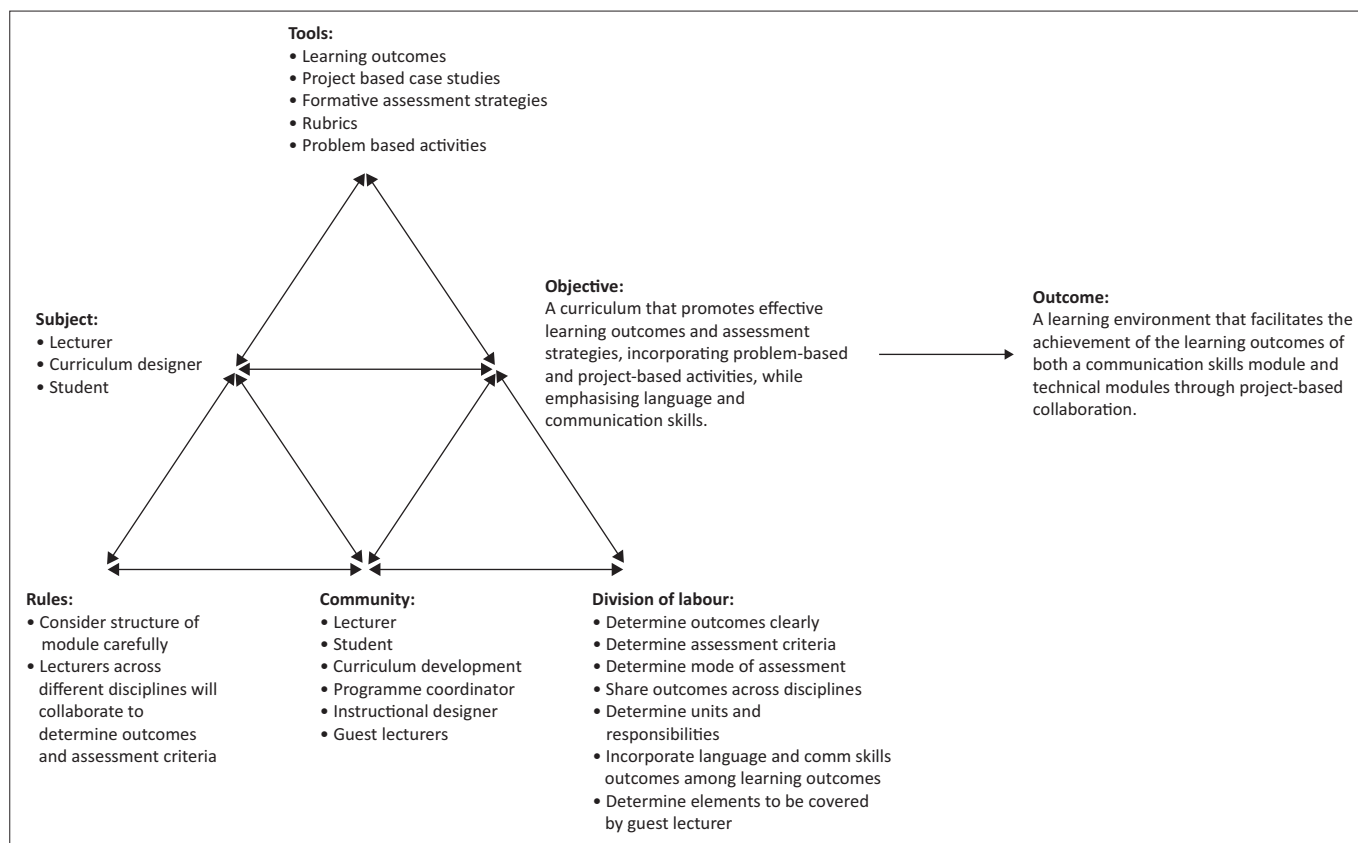 Tools:
• Learning outcomes
• Project based case studies
• Formative assessment strategies
• Rubrics
• Problem based activities
Subject:
• Lecturer
• Curriculum designer
• Student
Objective:
A curriculum that promotes effective
learning outcomes and assessment
strategies, incorporating problem-based
and project-based activities, while
emphasising language and
communication skills.
Outcome:
A learning environment that facilitates the
achievement of the learning outcomes of
both a communication skills module and
technical modules through project-based
collaboration.
Rules:
• Consider structure of
module carefully
• Lecturers across
different disciplines will
collaborate to
determine outcomes
and assessment criteria
Community:
• Lecturer
• Student
• Curriculum development
• Programme coordinator
• Instructional designer
• Guest lecturers
Division of labour:
• Determine outcomes clearly
• Determine assessment criteria
• Determine mode of assessment
• Share outcomes across disciplines
• Determine units and
responsibilities
• Incorporate language and comm skills
outcomes among learning outcomes
• Determine elements to be covered
by guest lecturer